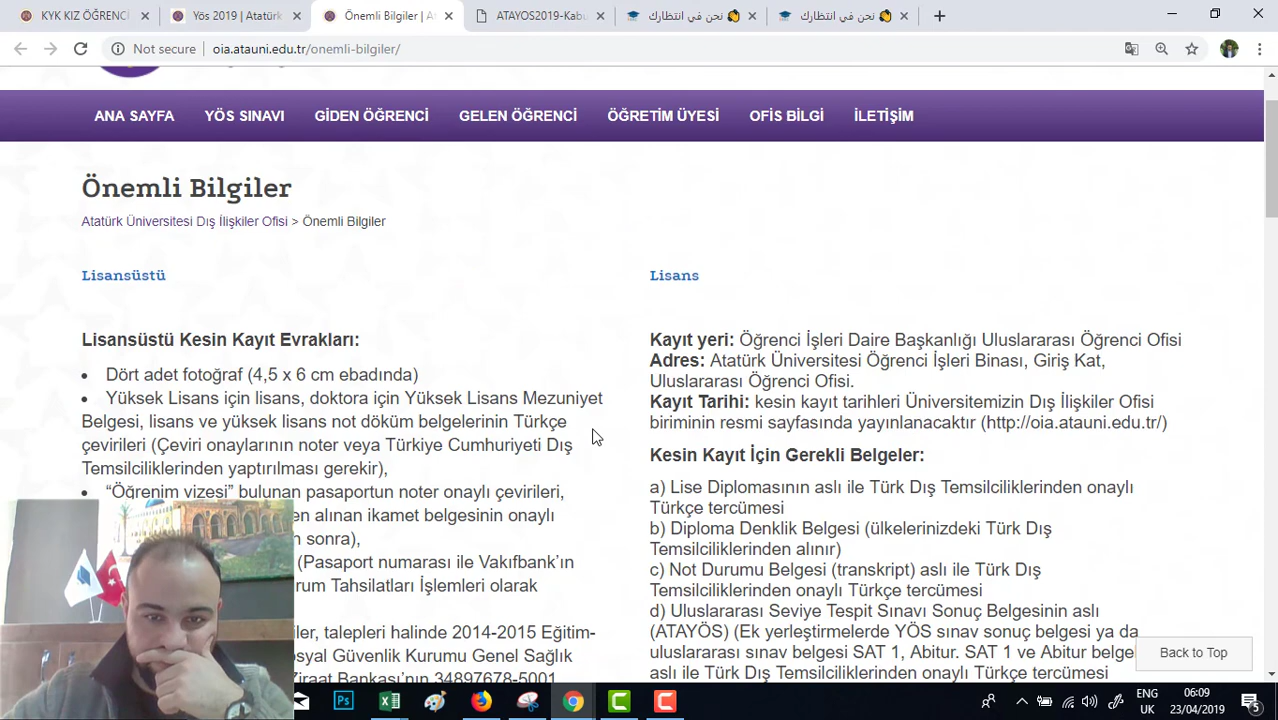 KYK KIZ ÖĞRENCİ
Yös 2019 | Atatürk
Önemli Bilgiler | A
ATAYOS2019-Kabu
نحن في انتظارك
نحن في انتظارك
Not secure
oia.atauni.edu.tr/onemli-bilgiler/
ANA SAYFA
YÖS SINAVI
GİDEN ÖĞRENCİ
GELEN ÖĞRENCİ
ÖĞRETİM ÜYESİ
OFİS BİLGİ
İLETİŞİM
Önemli Bilgiler
Atatürk Üniversitesi Dış İlişkiler Ofisi > Önemli Bilgiler
Lisansüstü
Lisansüstü Kesin Kayıt Evrakları:
• Dört adet fotoğraf (4,5 x 6 cm ebadında)
• Yüksek Lisans için lisans, doktora için Yüksek Lisans Mezuniyet
Belgesi, lisans ve yüksek lisans not döküm belgelerinin Türkçe
çevirileri (Çeviri onaylarının noter veya Türkiye Cumhuriyeti Dış
Temsilciliklerinden yaptırılması gerekir),
• “Öğrenim vizesi” bulunan pasaportun noter onaylı çevirileri,
en alınan ikamet belgesinin onaylı
n sonra),
(Pasaport numarası ile Vakıfbank’ın
rum Tahsilatları İşlemleri olarak
iler, talepleri halinde 2014-2015 Eğitim-
osyal Güvenlik Kurumu Genel Sağlık
Ziraat Bankası’nın 34897678-5001
Lisans
Kayıt yeri: Öğrenci İşleri Daire Başkanlığı Uluslararası Öğrenci Ofisi
Adres: Atatürk Üniversitesi Öğrenci İşleri Binası, Giriş Kat,
Uluslararası Öğrenci Ofisi.
Kayıt Tarihi: kesin kayıt tarihleri Üniversitemizin Dış İlişkiler Ofisi
biriminin resmi sayfasında yayınlanacaktır (http://oia.atauni.edu.tr/)
Kesin Kayıt İçin Gerekli Belgeler:
a) Lise Diplomasının aslı ile Türk Dış Temsilciliklerinden onaylı
Türkçe tercümesi
b) Diploma Denklik Belgesi (ülkelerinizdeki Türk Dış
Temsilciliklerinden alınır)
c) Not Durumu Belgesi (transkript) aslı ile Türk Dış
Temsilciliklerinden onaylı Türkçe tercümesi
d) Uluslararası Seviye Tespit Sınavı Sonuç Belgesinin aslı
(ATAYÖS) (Ek yerleştirmelerde YÖS sınav sonuç belgesi ya da
uluslararası sınav belgesi SAT 1, Abitur. SAT 1 ve Abitur belge
aslı ile Türk Dış Temsilciliklerinden onaylı Türkçe tercümesi
Back to Top
Ps
ENG
UK
06:09
23/04/2019
5